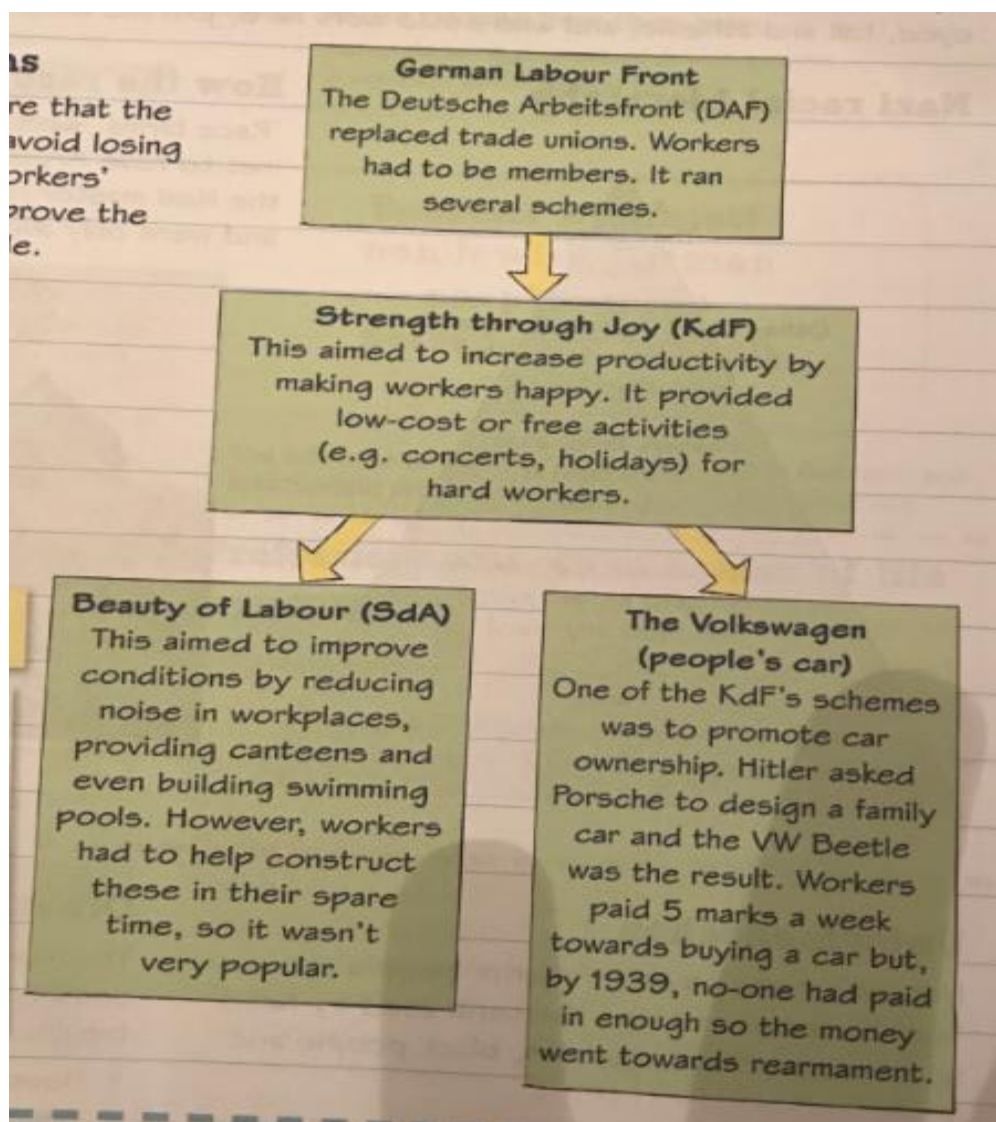 ns
re that the
avoid losing
orkers'
prove the
e.
German Labour Front
The Deutsche Arbeitsfront (DAF)
replaced trade unions. Workers
had to be members. It ran
several schemes.
Strength through Joy (KdF)
This aimed to increase productivity by
making workers happy. It provided
low-cost or free activities
(e.g. concerts, holidays) for
hard workers.
Beauty of Labour (SdA)
This aimed to improve
conditions by reducing
noise in workplaces,
providing canteens and
even building swimming
pools. However, workers
had to help construct
these in their spare
time, so it wasn't
very popular.
The Volkswagen
(people's car)
One of the KdF's schemes
was to promote car
ownership. Hitler asked
Porsche to design a family
car and the VW Beetle
was the result. Workers
paid 5 marks a week
towards buying a car but,
by 1939, no-one had paid
in enough so the money
went towards rearmament.